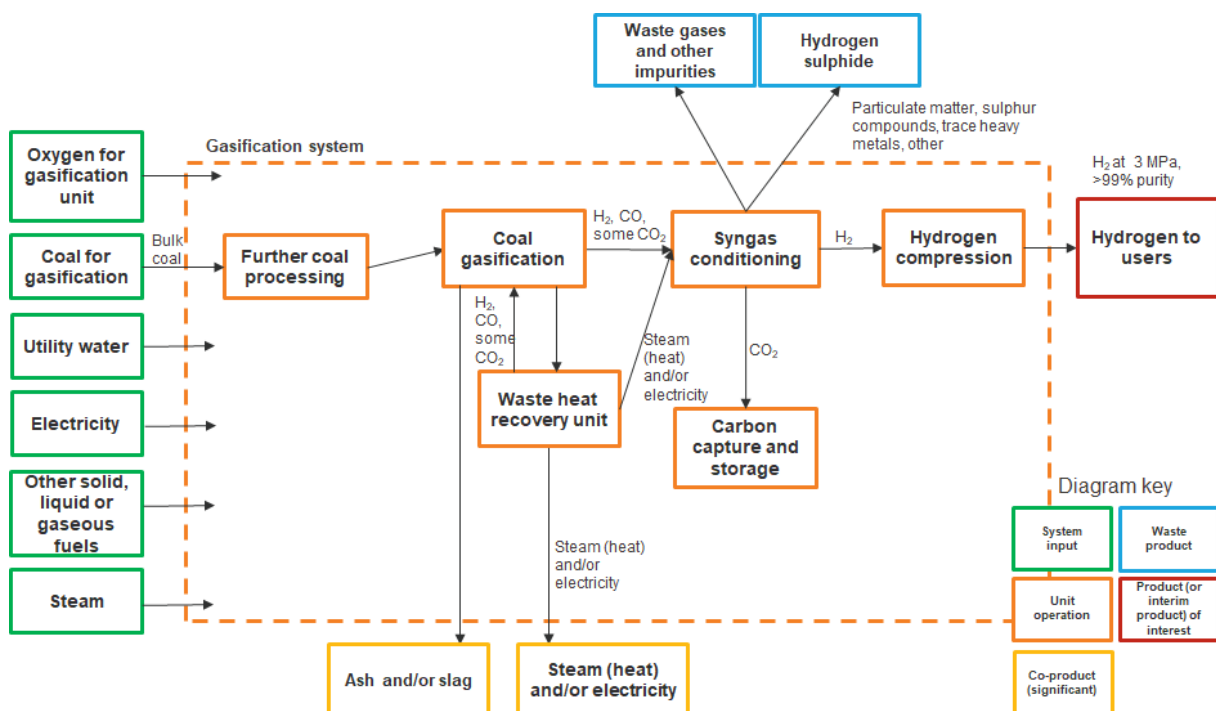 Waste gases
and other
impurities
Hydrogen
sulphide
Particulate matter, sulphur
compounds, trace heavy
metals, other
Gasification system
Oxygen for
gasification
unit
H2 at 3 MPa,
>99% purity
Coal for
gasification
Bulk
coal
Further coal
processing
Coal
gasification
H2, CO,
some CO2
Syngas
conditioning
H2
Hydrogen
compression
Hydrogen to
users
Utility water
H2,
CO,
some
CO2
Steam
(heat)
and/or
electricity
CO2
Waste heat
recovery unit
Electricity
Carbon
capture and
storage
Other solid,
liquid or
gaseous
fuels
Steam (heat)
and/or
electricity
Steam
Ash and/or slag
Steam (heat)
and/or electricity
Diagram key
System
input
Waste
product
Unit
operation
Product (or
interim
product) of
interest
Co-product
(significant)